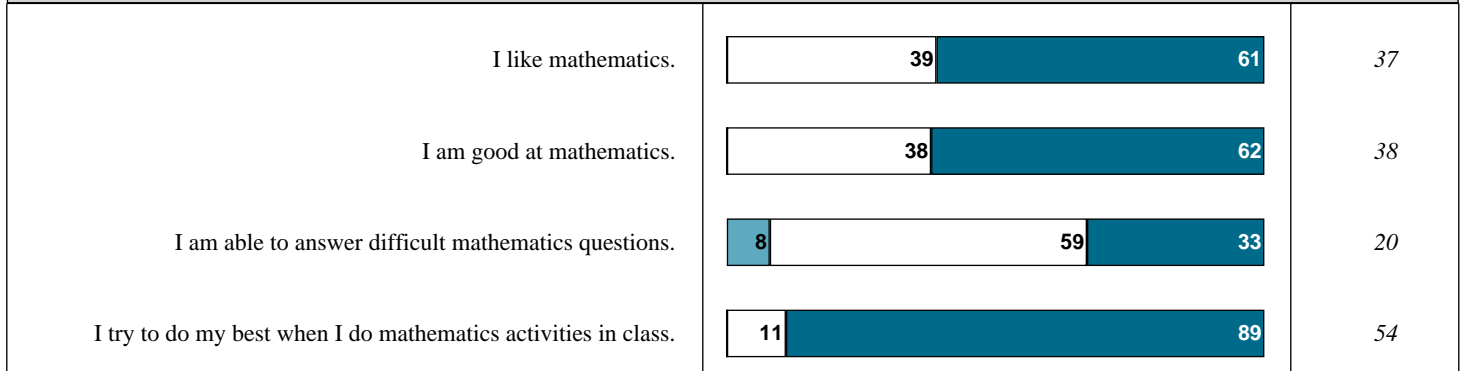 I like mathematics. 39 61 37
I am good at mathematics. 38 62 38
I am able to answer difficult mathematics questions. 8 59 33 20
I try to do my best when I do mathematics activities in class. 11 89 54